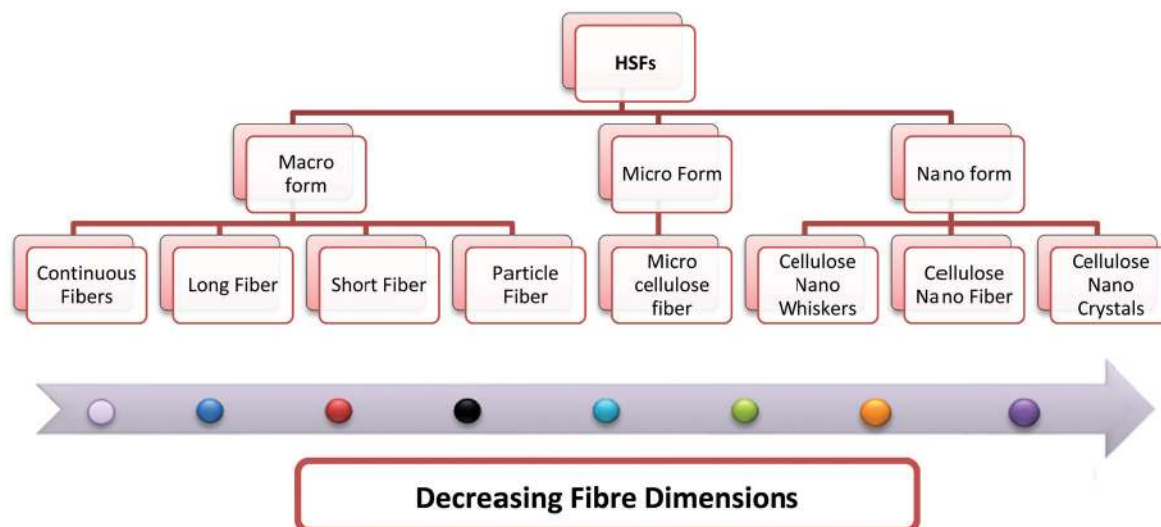 HSFs
Macro
form
Micro Form
Nano form
Continuous
Fibers
Long Fiber
Short Fiber
Particle
Fiber
Micro
cellulose
fiber
Cellulose
Nano
Whiskers
Cellulose
Nano Fiber
Cellulose
Nano
Crystals
Decreasing Fibre Dimensions